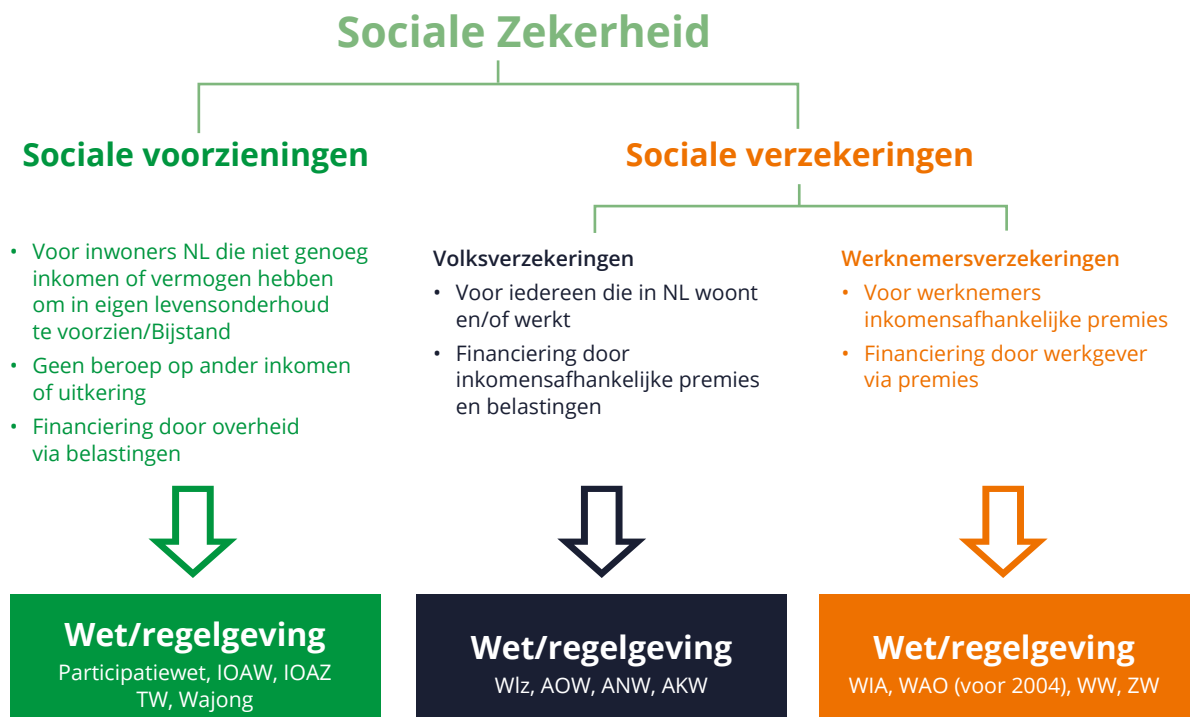 Sociale Zekerheid
Sociale voorzieningen
• Voor inwoners NL die niet genoeg
inkomen of vermogen hebben
om in eigen levensonderhoud
te voorzien/Bijstand
• Geen beroep op ander inkomen
of uitkering
• Financiering door overheid
via belastingen
Wet/regelgeving
Participatiewet, IOAW, IOAZ
TW, Wajong
Sociale verzekeringen
Volksverzekeringen
• Voor iedereen die in NL woont
en/of werkt
• Financiering door
inkomensafhankelijke premies
en belastingen
Wet/regelgeving
Wlz, AOW, ANW, AKW
Werknemersverzekeringen
• Voor werknemers
inkomensafhankelijke premies
• Financiering door werkgever
via premies
Wet/regelgeving
WIA, WAO (voor 2004), WW, ZW